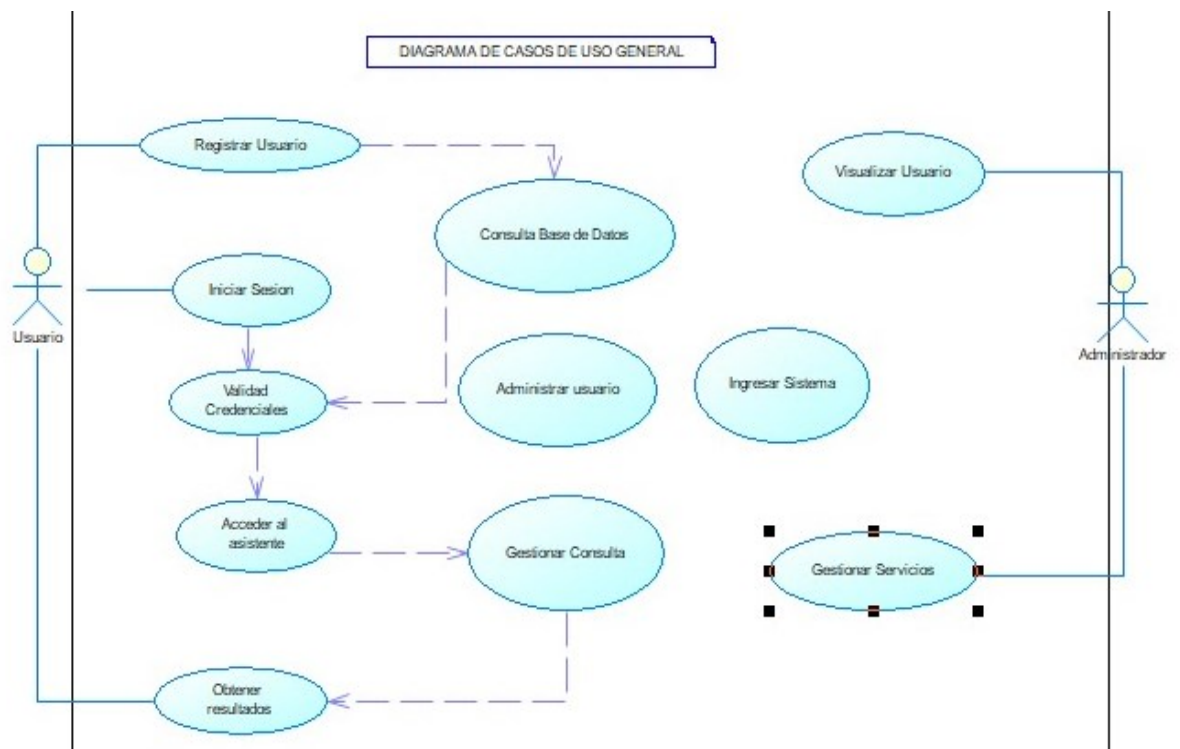 DIAGRAMA DE CASOS DE USO GENERAL
Registrar Usuario
Visualizar Usuario
Consulta Base de Datos
Iniciar Sesion
Usuario
Administrador
Validad
Credenciales
Administrar usuario
Ingresar Sistema
Acceder al
asistente
Gestionar Consulta
Gestionar Servicios
Obtener
resultados